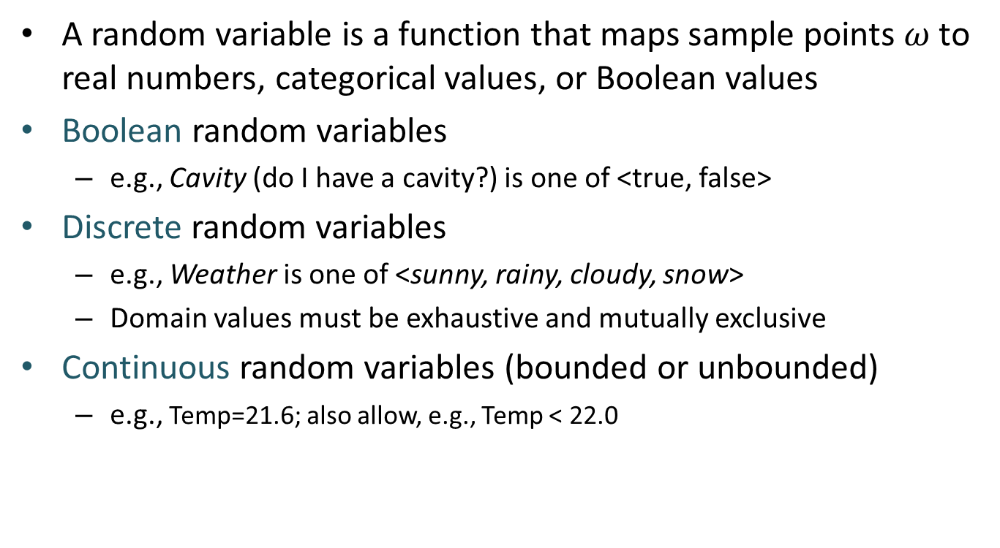 • A random variable is a function that maps sample points ω to
real numbers, categorical values, or Boolean values
• Boolean random variables
– e.g., Cavity (do I have a cavity?) is one of <true, false>
• Discrete random variables
– e.g., Weather is one of <sunny, rainy, cloudy, snow>
– Domain values must be exhaustive and mutually exclusive
• Continuous random variables (bounded or unbounded)
– e.g., Temp=21.6; also allow, e.g., Temp < 22.0